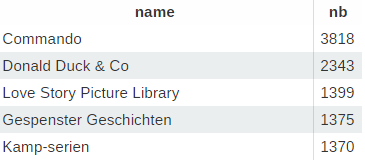 name nb
Commando 3818
Donald Duck & Co 2343
Love Story Picture Library 1399
Gespenster Geschichten 1375
Kamp-serien 1370